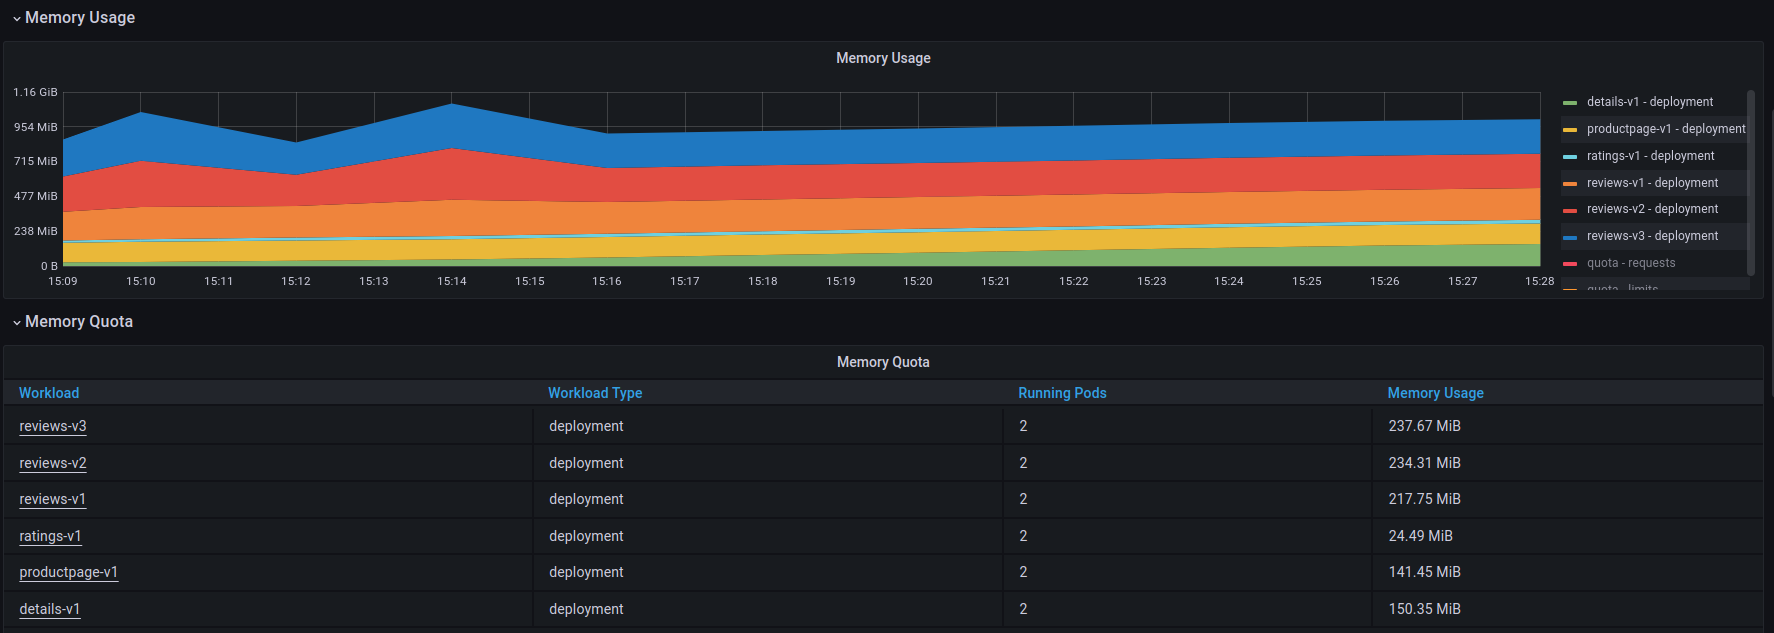 Memory Usage
Memory Usage
1.16 GiB
954 MiB
715 MiB
477 MiB
238 MiB
0 B
15:09 15:10 15:11 15:12 15:13 15:14 15:15 15:16 15:17 15:18 15:19 15:20 15:21 15:22 15:23 15:24 15:25 15:26 15:27 15:28
details-v1 - deployment
productpage-v1 - deployment
ratings-v1 - deployment
reviews-v1 - deployment
reviews-v2 - deployment
reviews-v3 - deployment
quota - requests
quota - limits
Memory Quota
Memory Quota
Workload Workload Type Running Pods Memory Usage
reviews-v3 deployment 2 237.67 MiB
reviews-v2 deployment 2 234.31 MiB
reviews-v1 deployment 2 217.75 MiB
ratings-v1 deployment 2 24.49 MiB
productpage-v1 deployment 2 141.45 MiB
details-v1 deployment 2 150.35 MiB